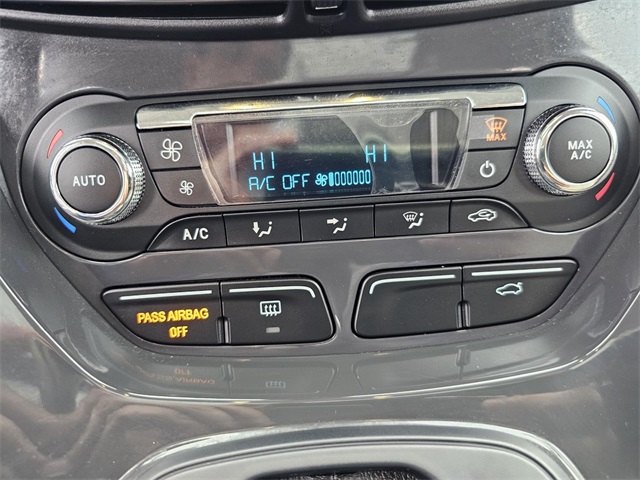 HI HI
MAX
AUTO
A/C OFF
MAX
A/C
A/C
PASS AIRBAG
OFF